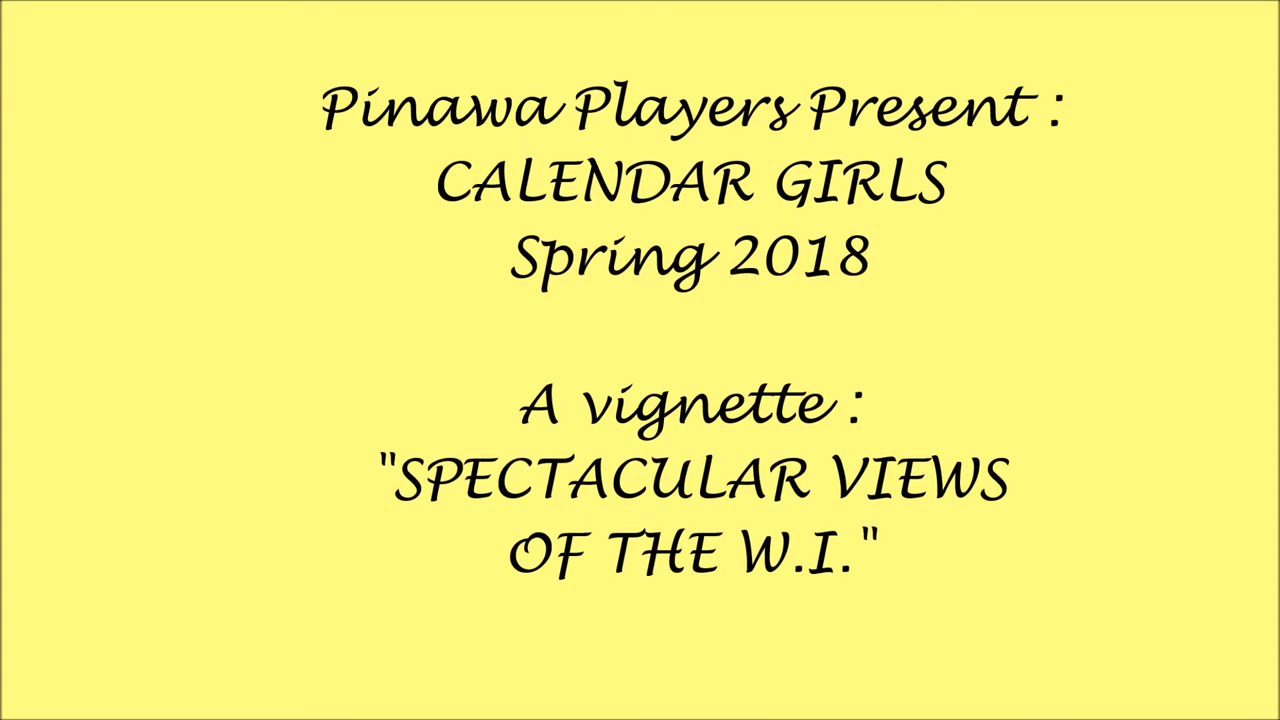 Pinawa Players Present :
CALENDAR GIRLS
Spring 2018
A vignette :
"SPECTACULAR VIEWS
OF THE W.I."